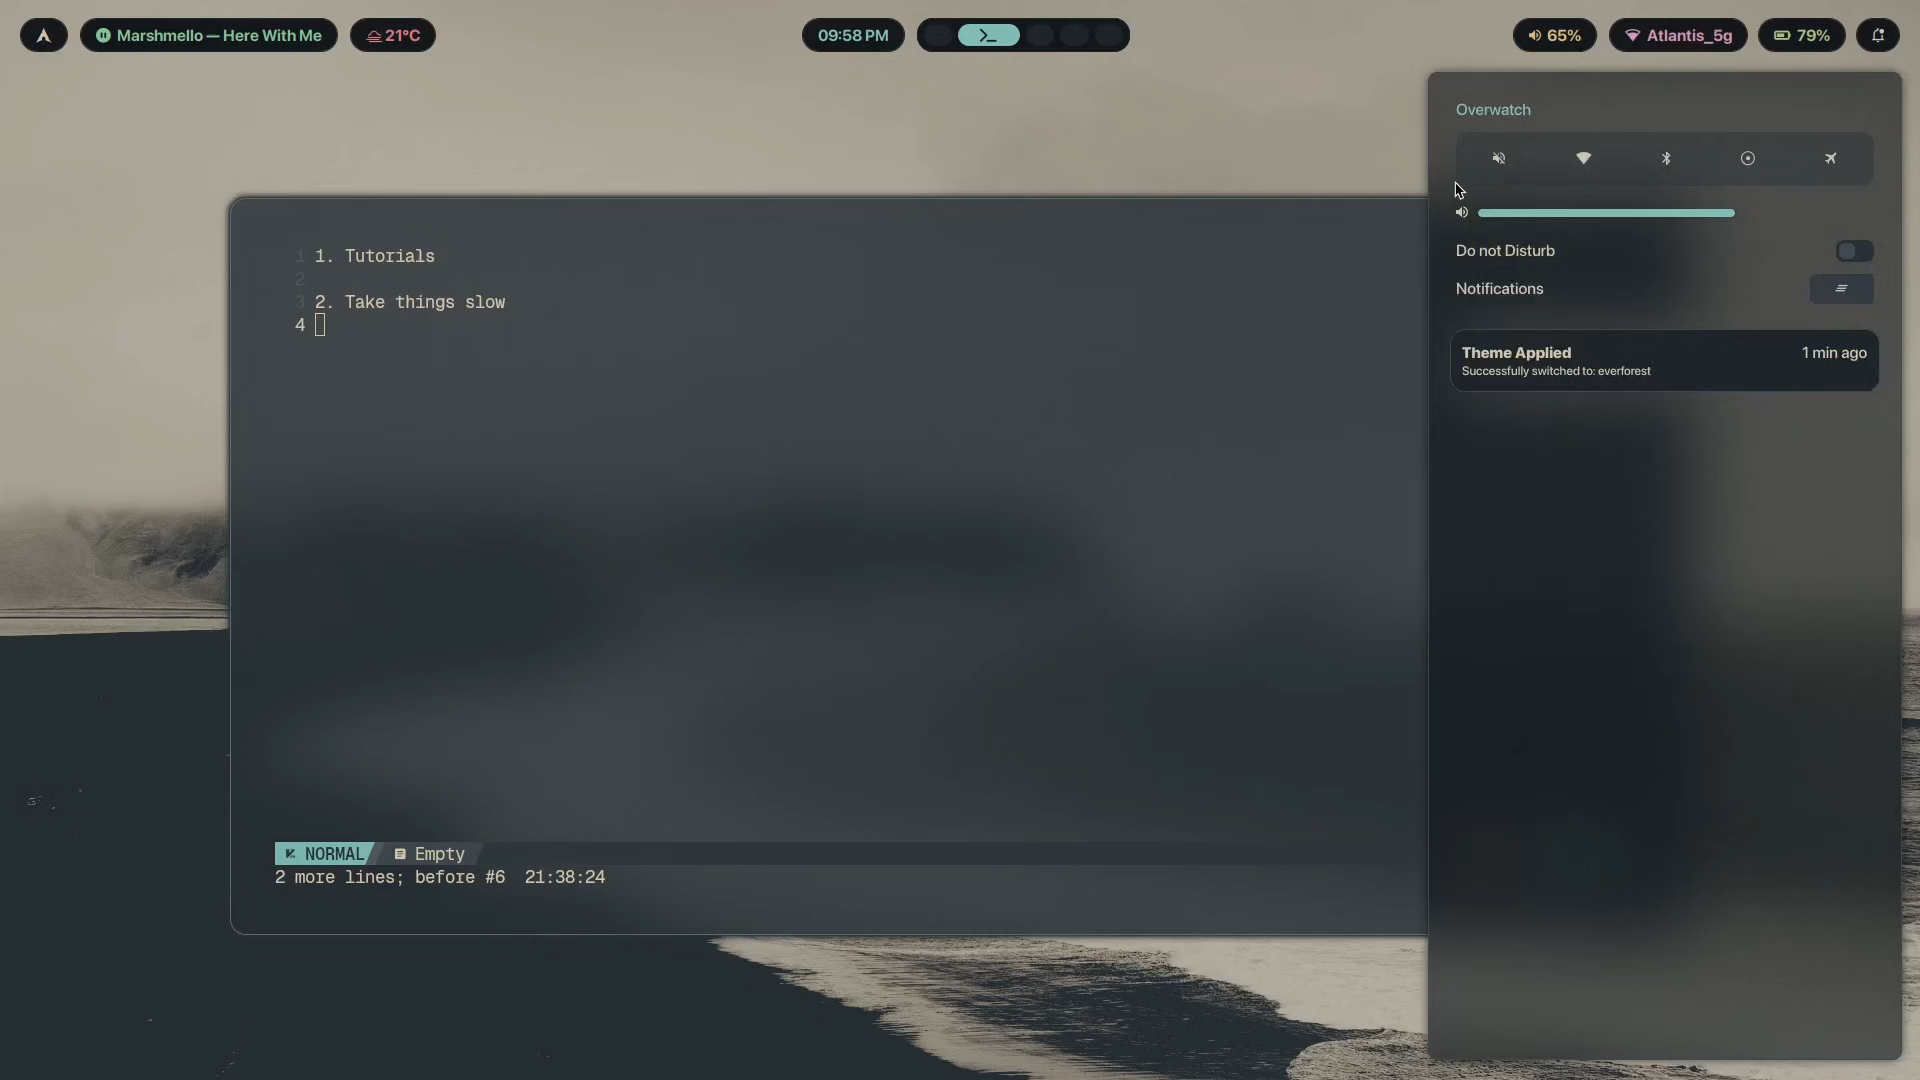 Marshmello — Here With Me
21°C
09:58 PM
65%
Atlantis_5g
79%
Overwatch
Do not Disturb
Notifications
Theme Applied
1 min ago
Successfully switched to: everforest
1 1. Tutorials
2
3 2. Take things slow
4
NORMAL Empty
2 more lines; before #6 21:38:24